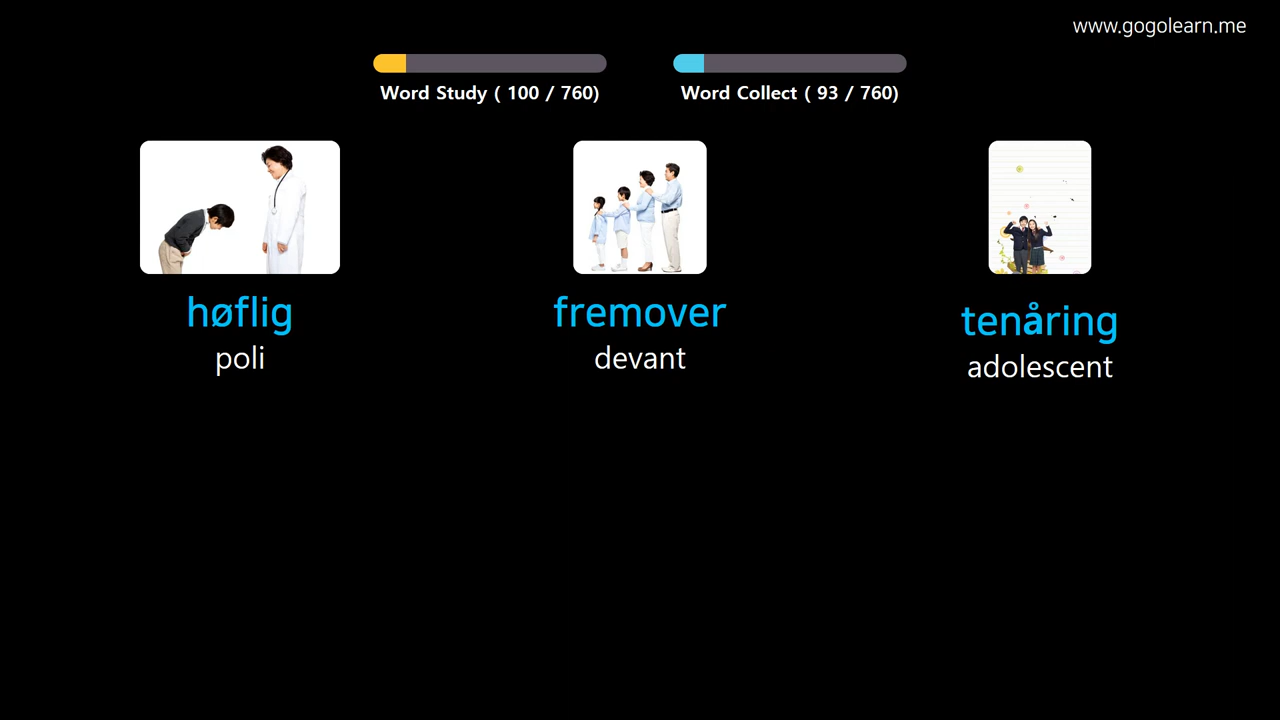 www.gogolearn.me
Word Study ( 100 / 760)
Word Collect ( 93 / 760)
høflig
poli
fremover
devant
tenåring
adolescent